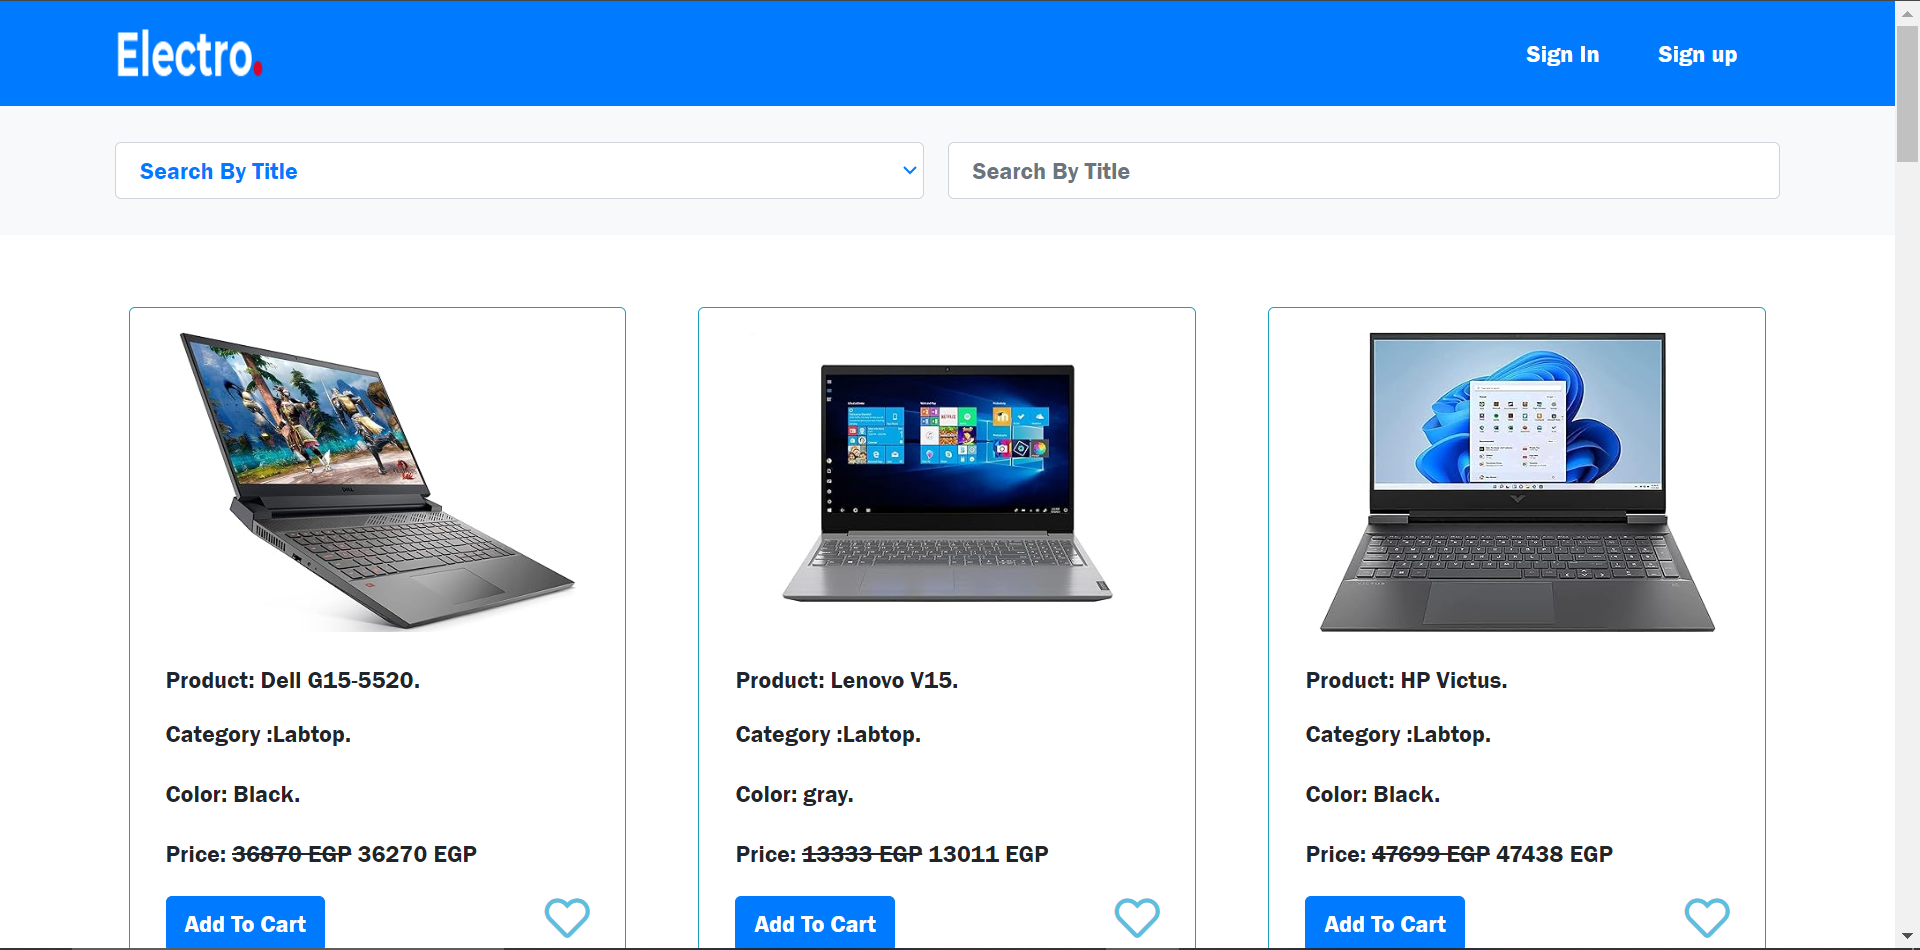 Electro.
Sign In
Sign up
Search By Title
Search By Title
Product: Dell G15-5520.
Category :Labtop.
Color: Black.
Price: 36870 EGP 36270 EGP
Add To Cart
Product: Lenovo V15.
Category :Labtop.
Color: gray.
Price: 13333 EGP 13011 EGP
Add To Cart
Product: HP Victus.
Category :Labtop.
Color: Black.
Price: 47699 EGP 47438 EGP
Add To Cart